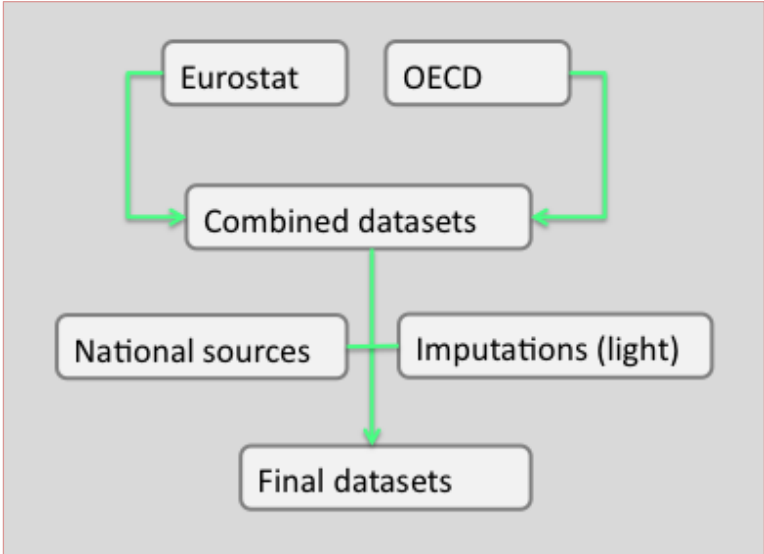 Eurostat
OECD
Combined datasets
National sources
Imputations (light)
Final datasets